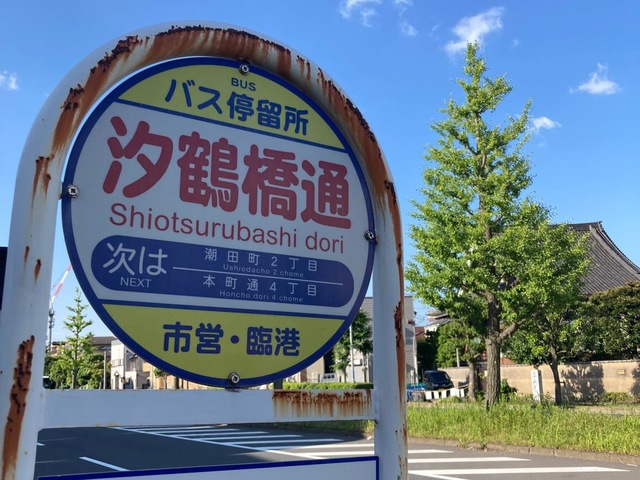 BUS
バス停留所
汐鶴橋通
Shiotsurubashi dori
次は
NEXT
潮田町2丁目
Ushiodacho 2 chome
本町通4丁目
Honcho dori 4 chome
市営・臨港